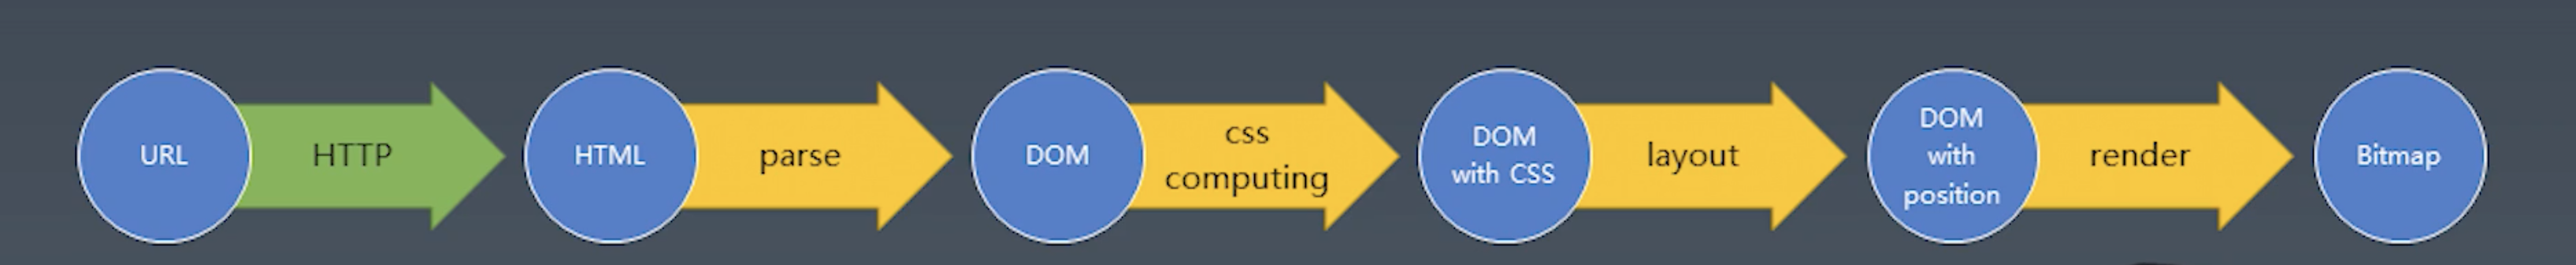 URL
HTTP
HTML
parse
DOM
css
computing
DOM
with CSS
layout
DOM
with
position
render
Bitmap